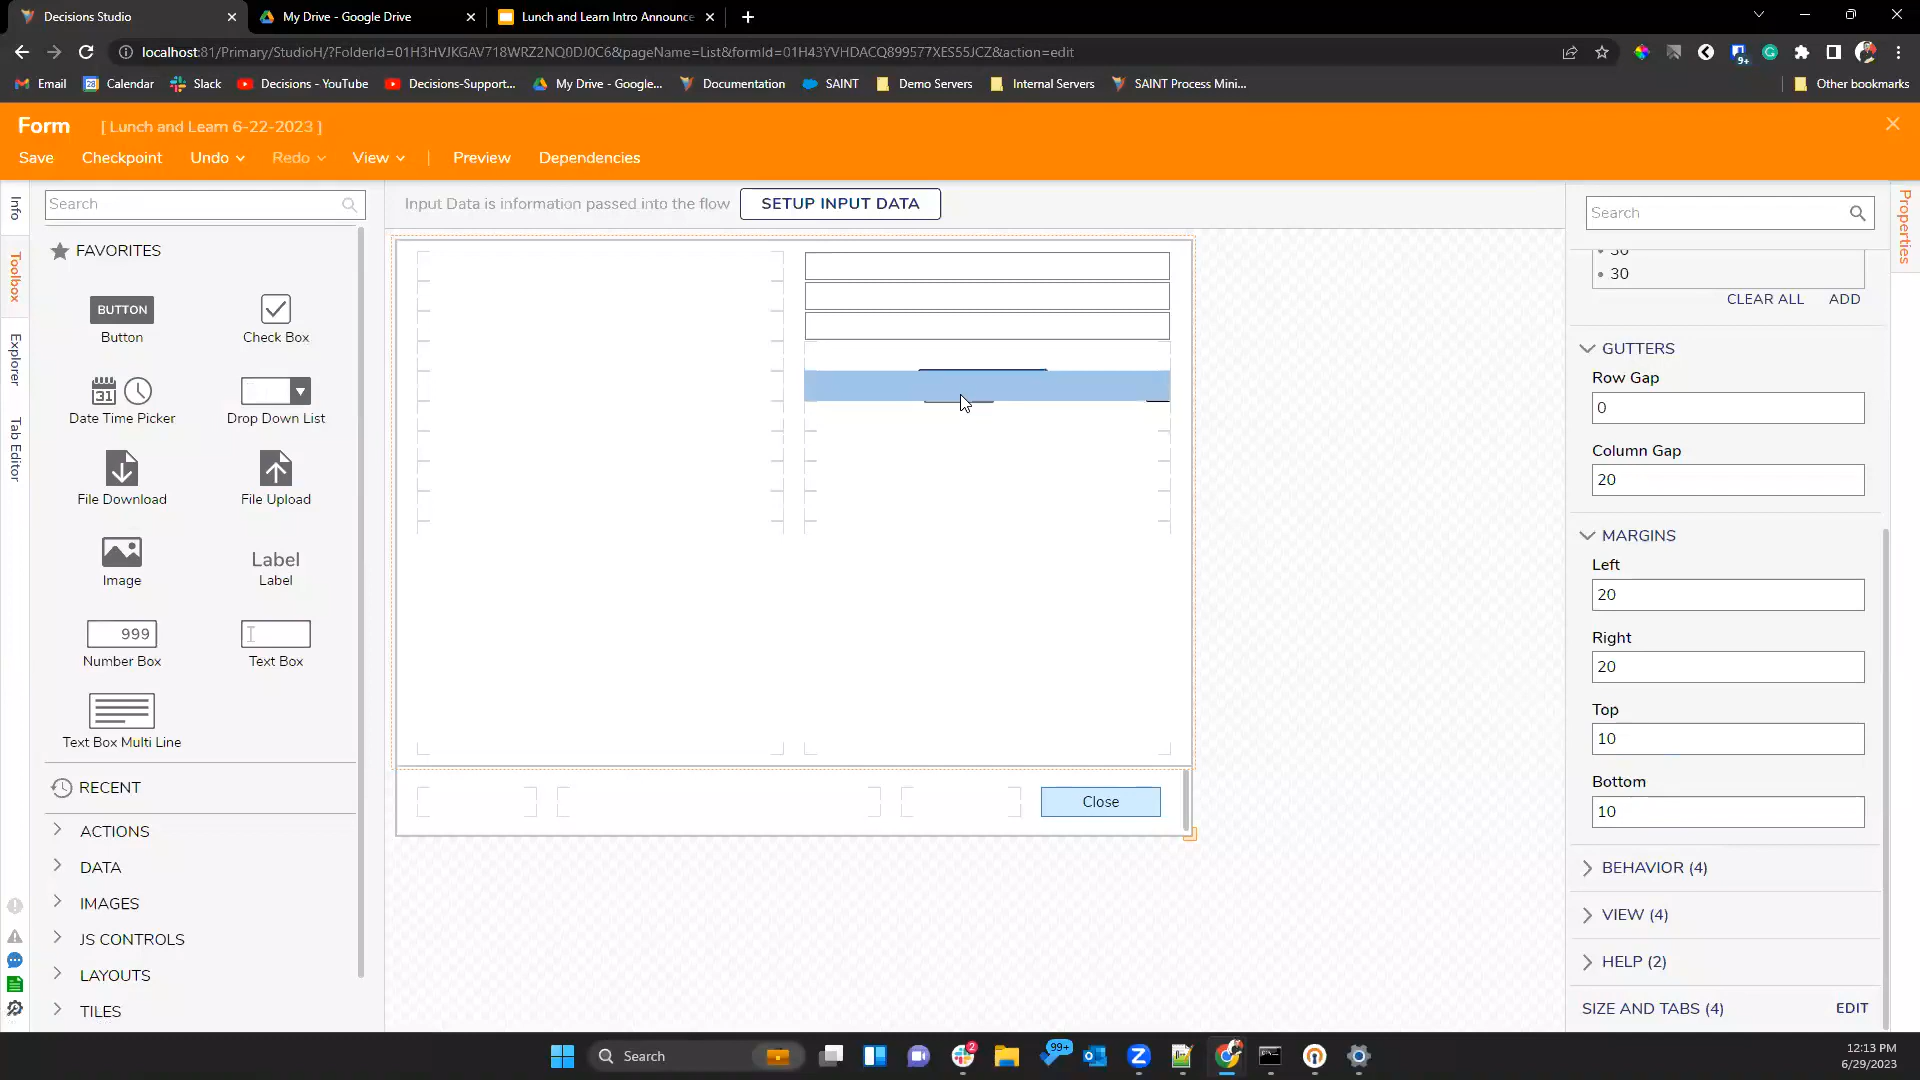 Decisions Studio
My Drive - Google Drive
Lunch and Learn Intro Announce
localhost:81/Primary/StudioH/?FolderId=01H3HVJKGAV718WRZ2NQ0DJ0C6&pageName=List&formId=01H43YVHDACQ899577XES55JCZ&action=edit
9+
Email
Calendar
Slack
Decisions - YouTube
Decisions-Support...
My Drive - Google...
Documentation
SAINT
Demo Servers
Internal Servers
SAINT Process Mini...
Other bookmarks
Form
[ Lunch and Learn 6-22-2023 ]
Save
Checkpoint
Undo
Redo
View
Preview
Dependencies
Info
Toolbox
Explorer
Tab Editor
Search
FAVORITES
BUTTON
Button
Check Box
31
Date Time Picker
Drop Down List
File Download
File Upload
Image
Label
Label
999
Number Box
Text Box
Text Box Multi Line
RECENT
ACTIONS
DATA
IMAGES
JS CONTROLS
LAYOUTS
TILES
Input Data is information passed into the flow
SETUP INPUT DATA
Close
Properties
Search
30
30
CLEAR ALL
ADD
GUTTERS
Row Gap
0
Column Gap
20
MARGINS
Left
20
Right
20
Top
10
Bottom
10
BEHAVIOR (4)
VIEW (4)
HELP (2)
SIZE AND TABS (4)
EDIT
Search
2
99+
12:13 PM
6/29/2023